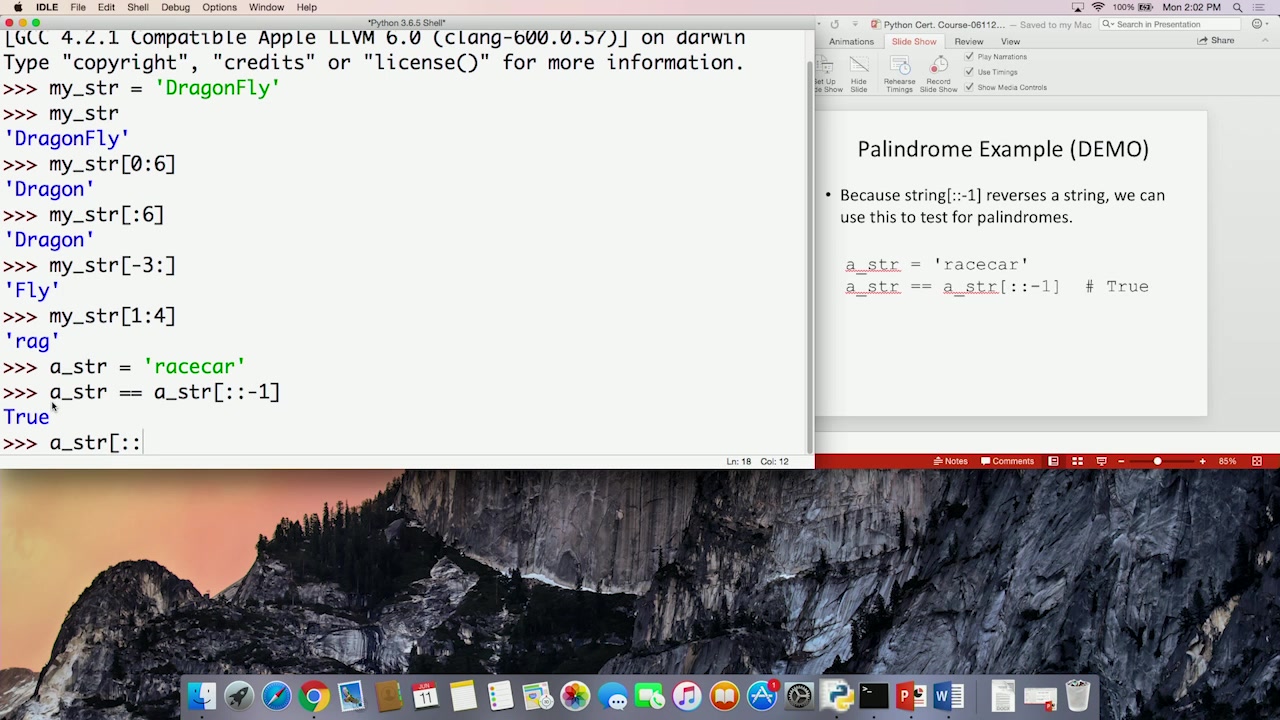 IDLE File Edit Shell Debug Options Window Help
100% Mon 2:02 PM
*Python 3.6.5 Shell*
[GCC 4.2.1 Compatible Apple LLVM 6.0 (clang-600.0.57)] on darwin
Type "copyright", "credits" or "license()" for more information.
>>> my_str = 'DragonFly'
>>> my_str
'DragonFly'
>>> my_str[0:6]
'Dragon'
>>> my_str[:6]
'Dragon'
>>> my_str[-3:]
'Fly'
>>> my_str[1:4]
'rag'
>>> a_str = 'racecar'
>>> a_str == a_str[::-1]
True
>>> a_str[::
Ln: 18 Col: 12
Python Cert. Course-06112... — Saved to my Mac
Search in Presentation
Animations Slide Show Review View Share
Set Up
Slide Show
Hide
Slide
Rehearse
Timings
Record
Slide Show
Play Narrations
Use Timings
Show Media Controls
Palindrome Example (DEMO)
• Because string[::-1] reverses a string, we can
use this to test for palindromes.
a_str = 'racecar'
a_str == a_str[::-1] # True
Notes Comments 85%
JUN
11
1